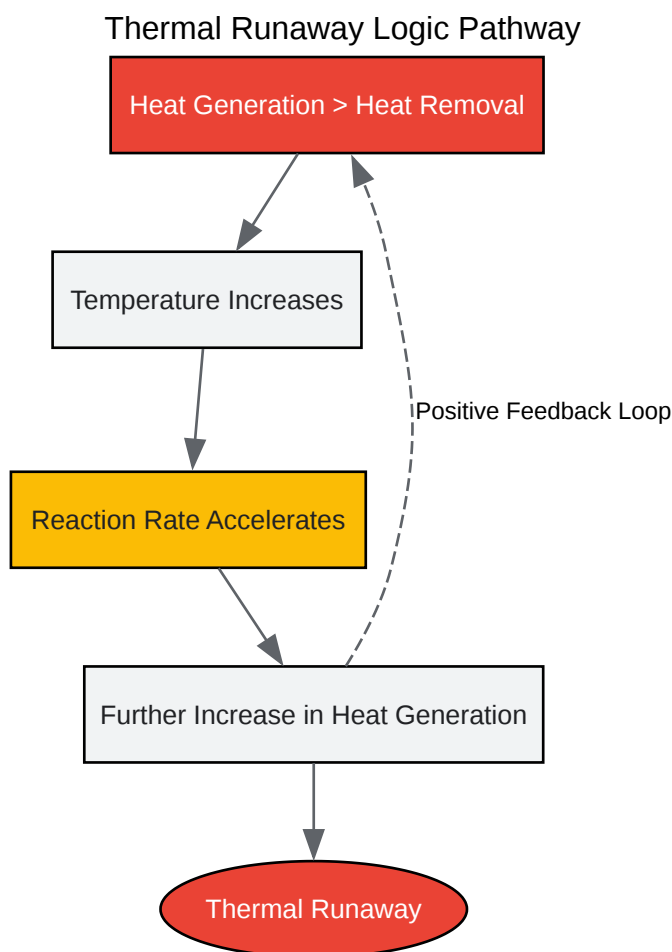 Thermal Runaway Logic Pathway
Heat Generation > Heat Removal
Temperature Increases
Positive Feedback Loop
Reaction Rate Accelerates
Further Increase in Heat Generation
Thermal Runaway